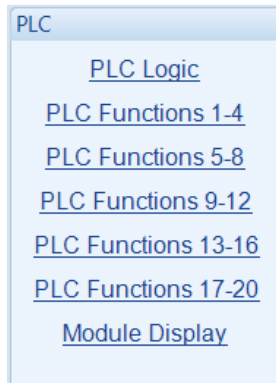 PLC
PLC Logic
PLC Functions 1-4
PLC Functions 5-8
PLC Functions 9-12
PLC Functions 13-16
PLC Functions 17-20
Module Display